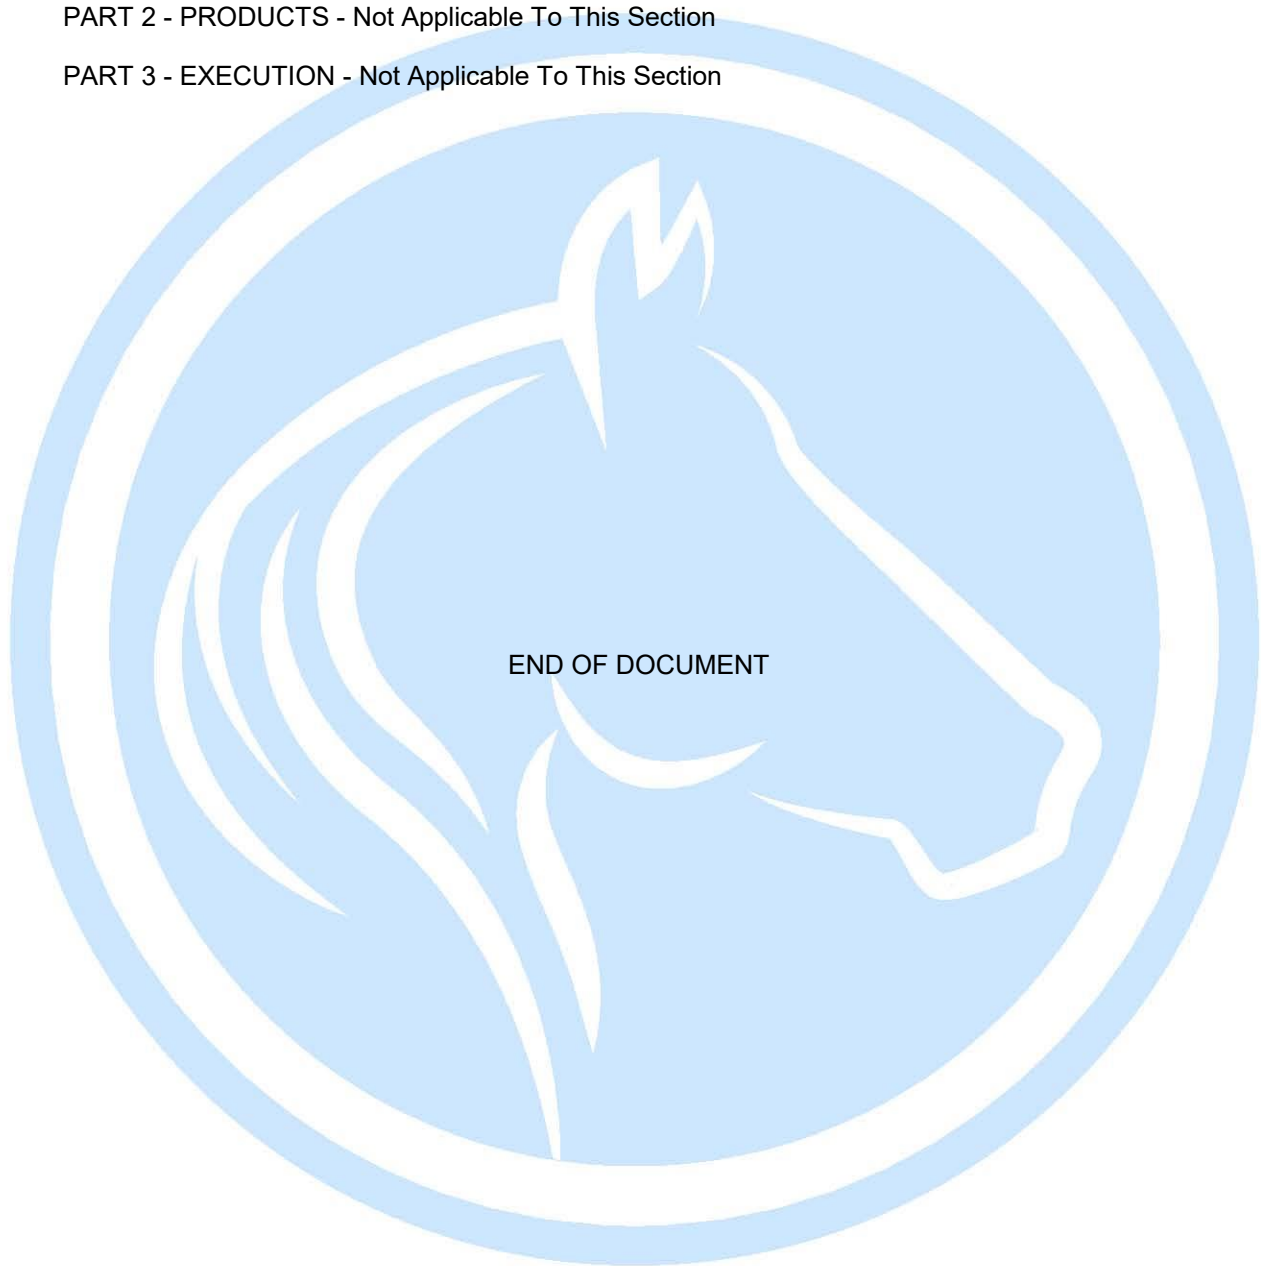 PART 2 - PRODUCTS - Not Applicable To This Section
PART 3 - EXECUTION - Not Applicable To This Section
END OF DOCUMENT